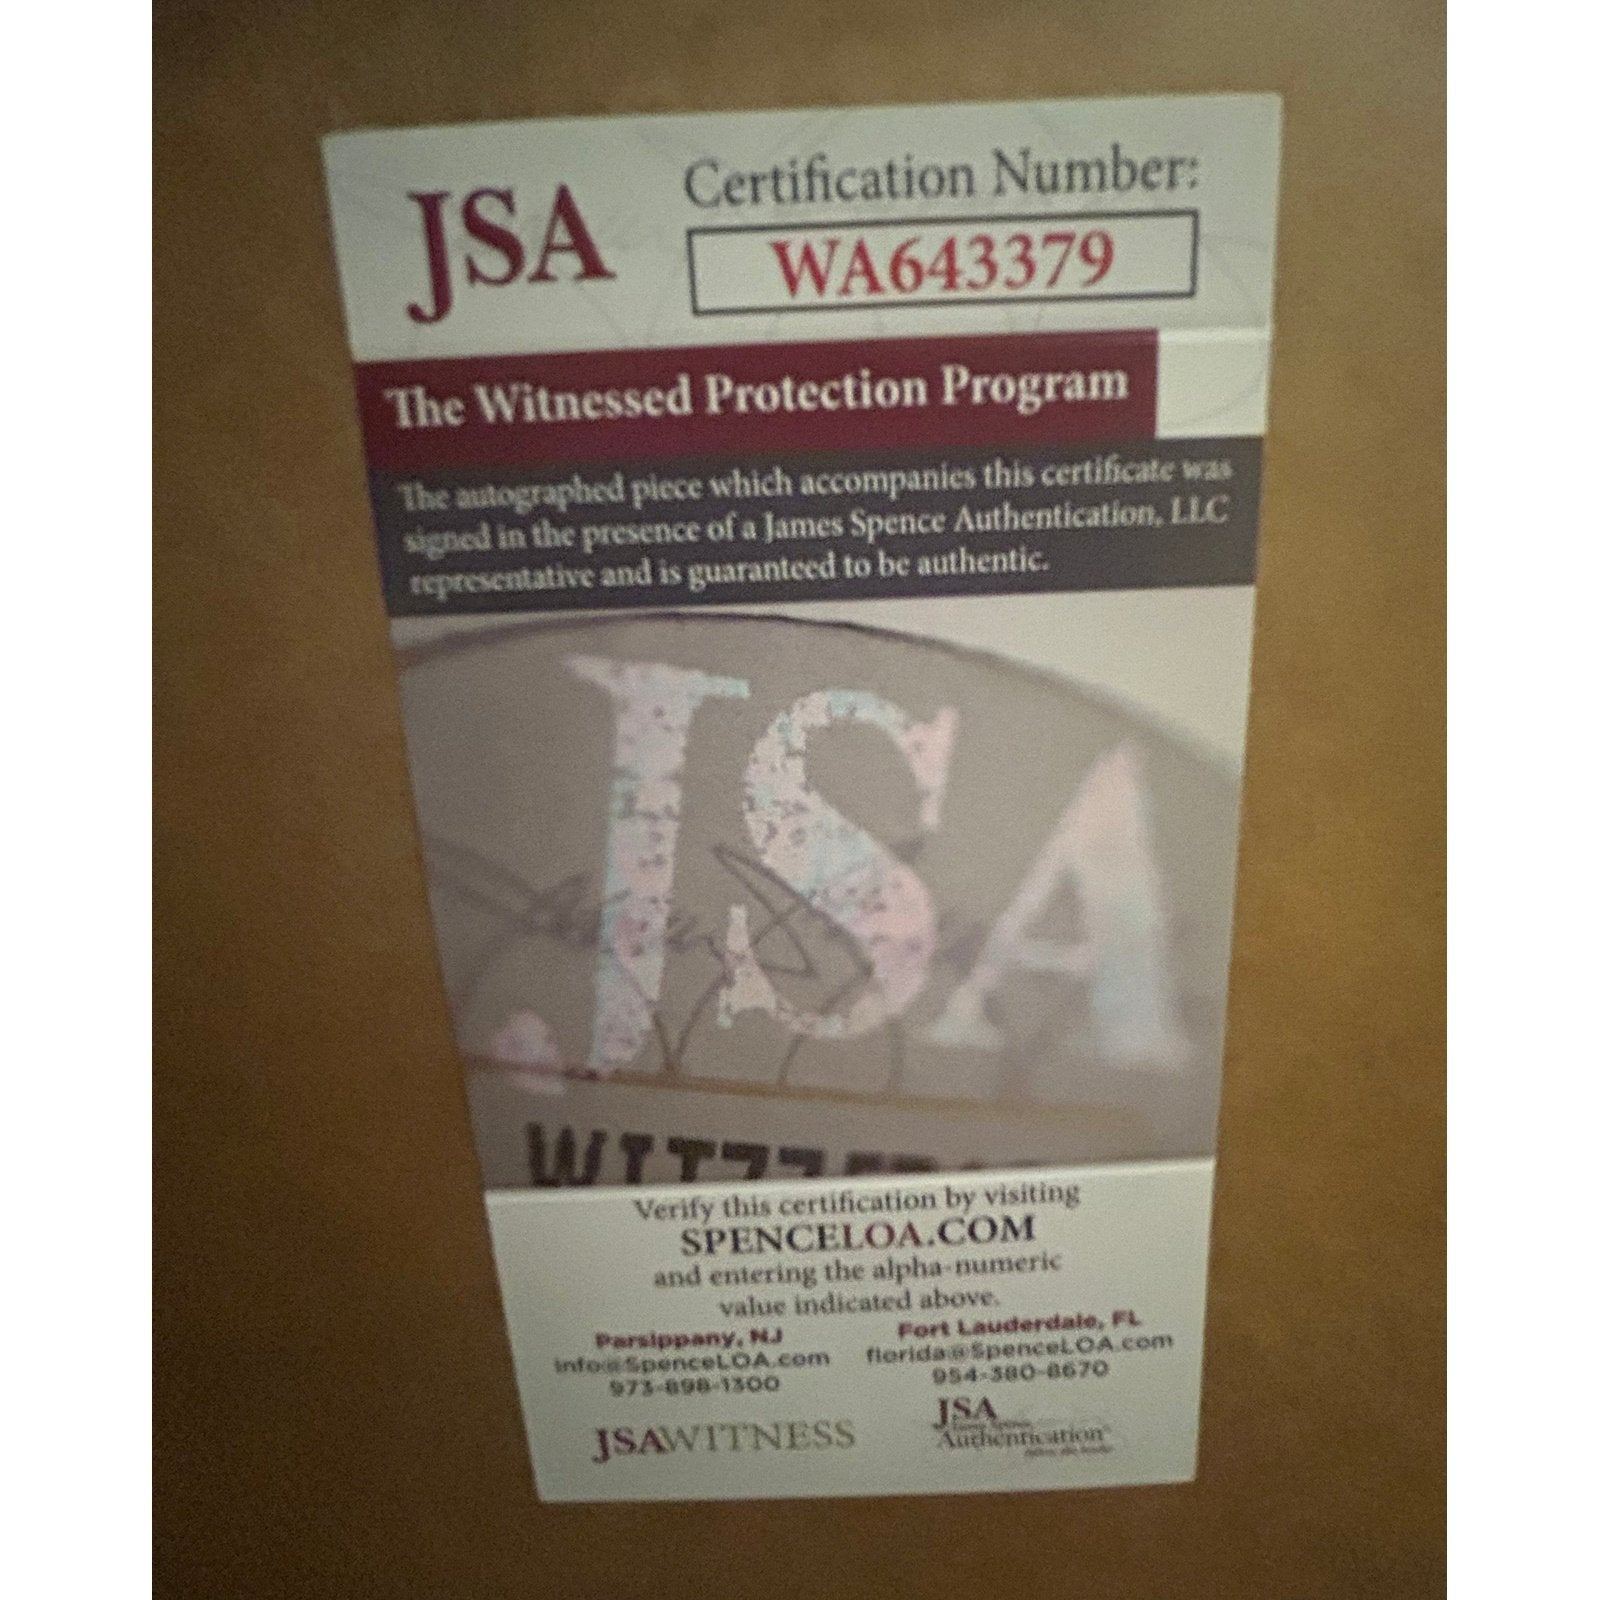 JSA
Certification Number:
WA643379
The Witnessed Protection Program
The autographed piece which accompanies this certificate was
signed in the presence of a James Spence Authentication, LLC
representative and is guaranteed to be authentic.
JSA
Verify this certification by visiting
SPENCELOA.COM
and entering the alpha-numeric
value indicated above.
Parsippany, NJ
info@SpenceLOA.com
973-898-1300
Fort Lauderdale, FL
florida@SpenceLOA.com
954-380-8670
JSAWITNESS
JSA
James Spence
Authentication